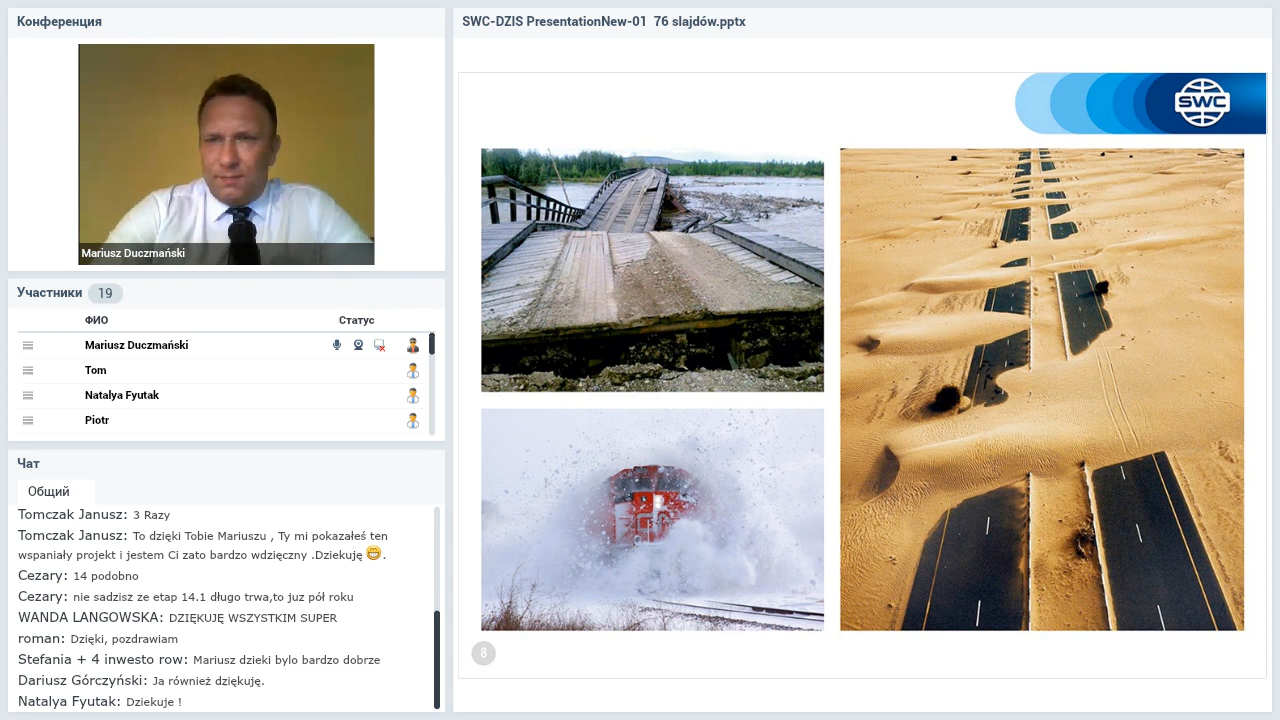 Конференция
Mariusz Duczmański
Участники 19
ФИО Статус
Mariusz Duczmański
Tom
Natalya Fyutak
Piotr
Чат
Общий
Tomczak Janusz: 3 Razy
Tomczak Janusz: To dzięki Tobie Mariuszu , Ty mi pokazałeś ten
wspaniały projekt i jestem Ci zato bardzo wdzięczny .Dziekuję 😁.
Cezary: 14 podobno
Cezary: nie sadzisz ze etap 14.1 długo trwa,to juz pół roku
WANDA LANGOWSKA: DZIĘKUJĘ WSZYSTKIM SUPER
roman: Dzięki, pozdrawiam
Stefania + 4 inwesto row: Mariusz dzieki bylo bardzo dobrze
Dariusz Górczyński: Ja również dziękuję.
Natalya Fyutak: Dziekuje !
SWC-DZIS PresentationNew-01 76 slajdów.pptx
SWC
8